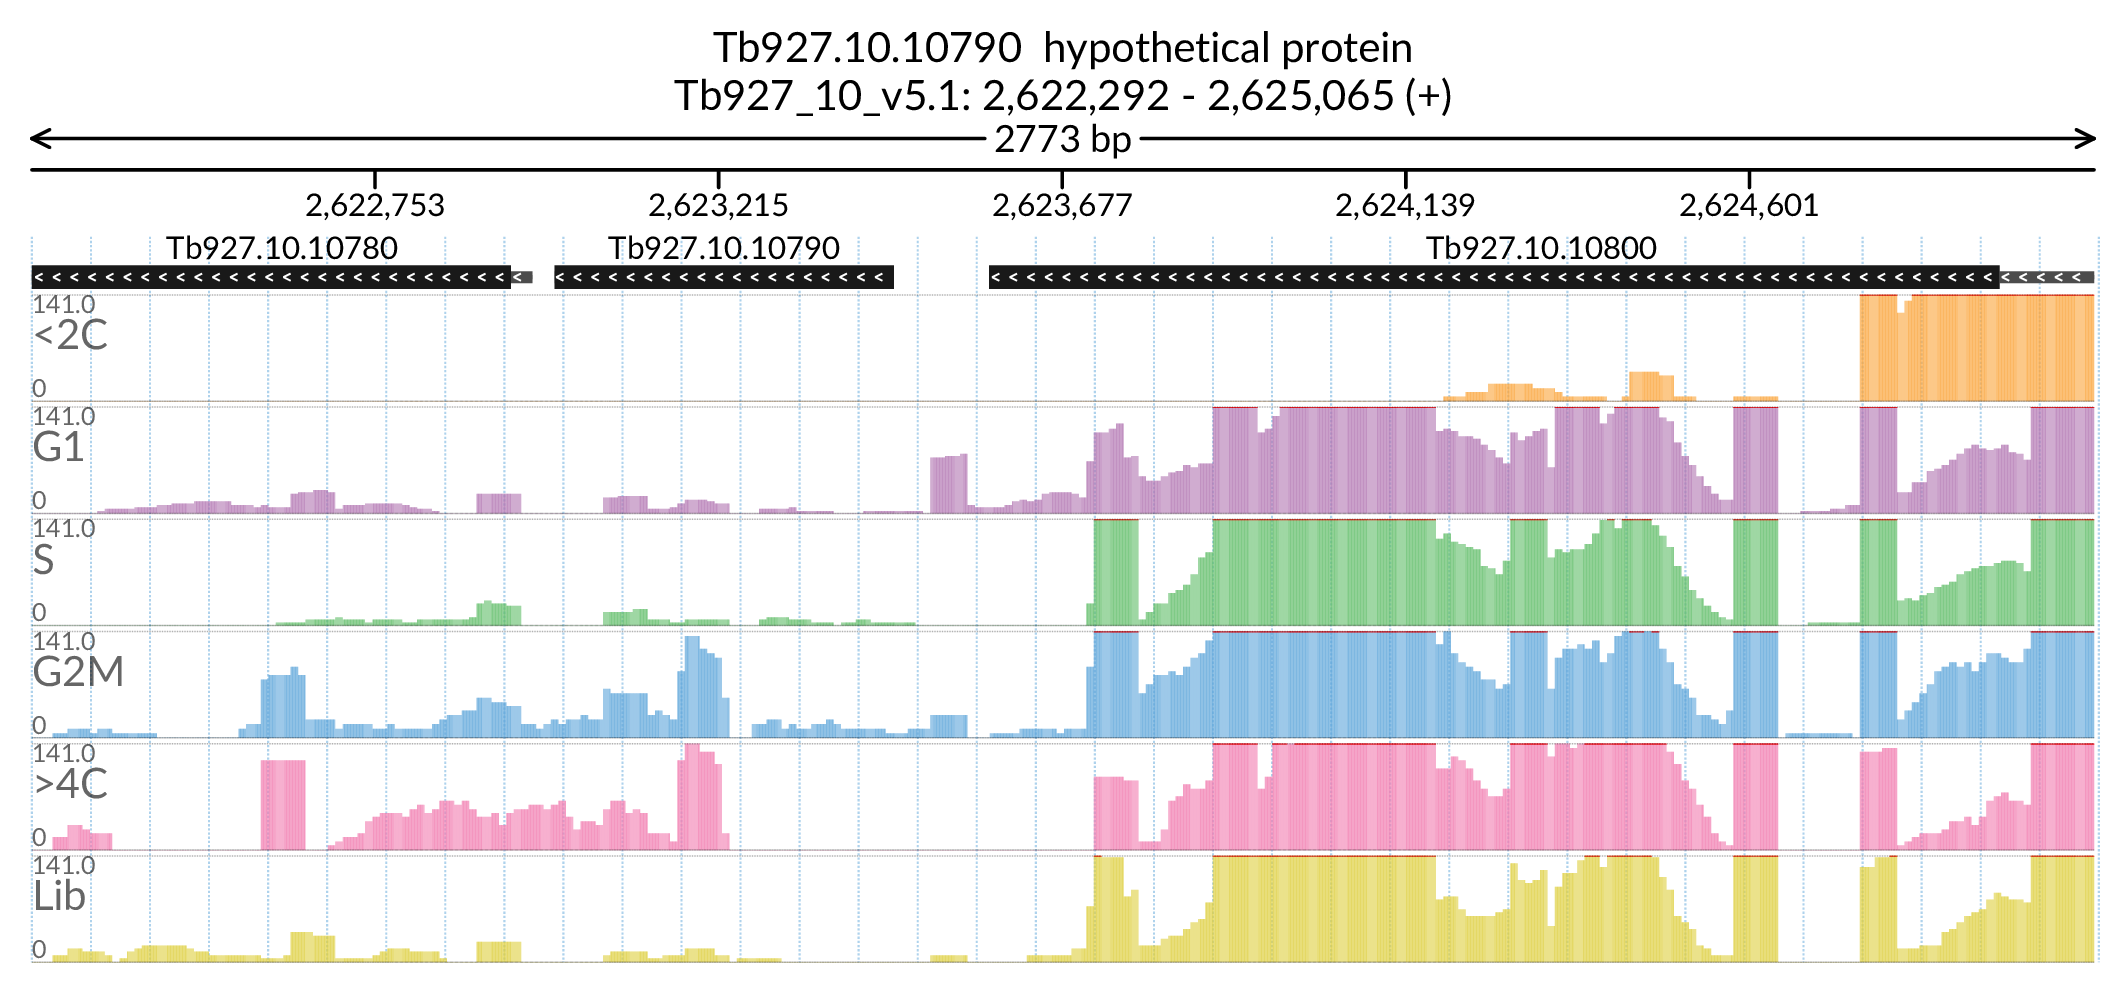 Tb927.10.10790  hypothetical protein
Tb927_10_v5.1: 2,622,292 - 2,625,065 (+)
2773 bp
2,622,753 2,623,215 2,623,677 2,624,139 2,624,601
Tb927.10.10780 Tb927.10.10790 Tb927.10.10800
141.0
<2C
0
141.0
G1
0
141.0
S
0
141.0
G2M
0
141.0
>4C
0
141.0
Lib
0